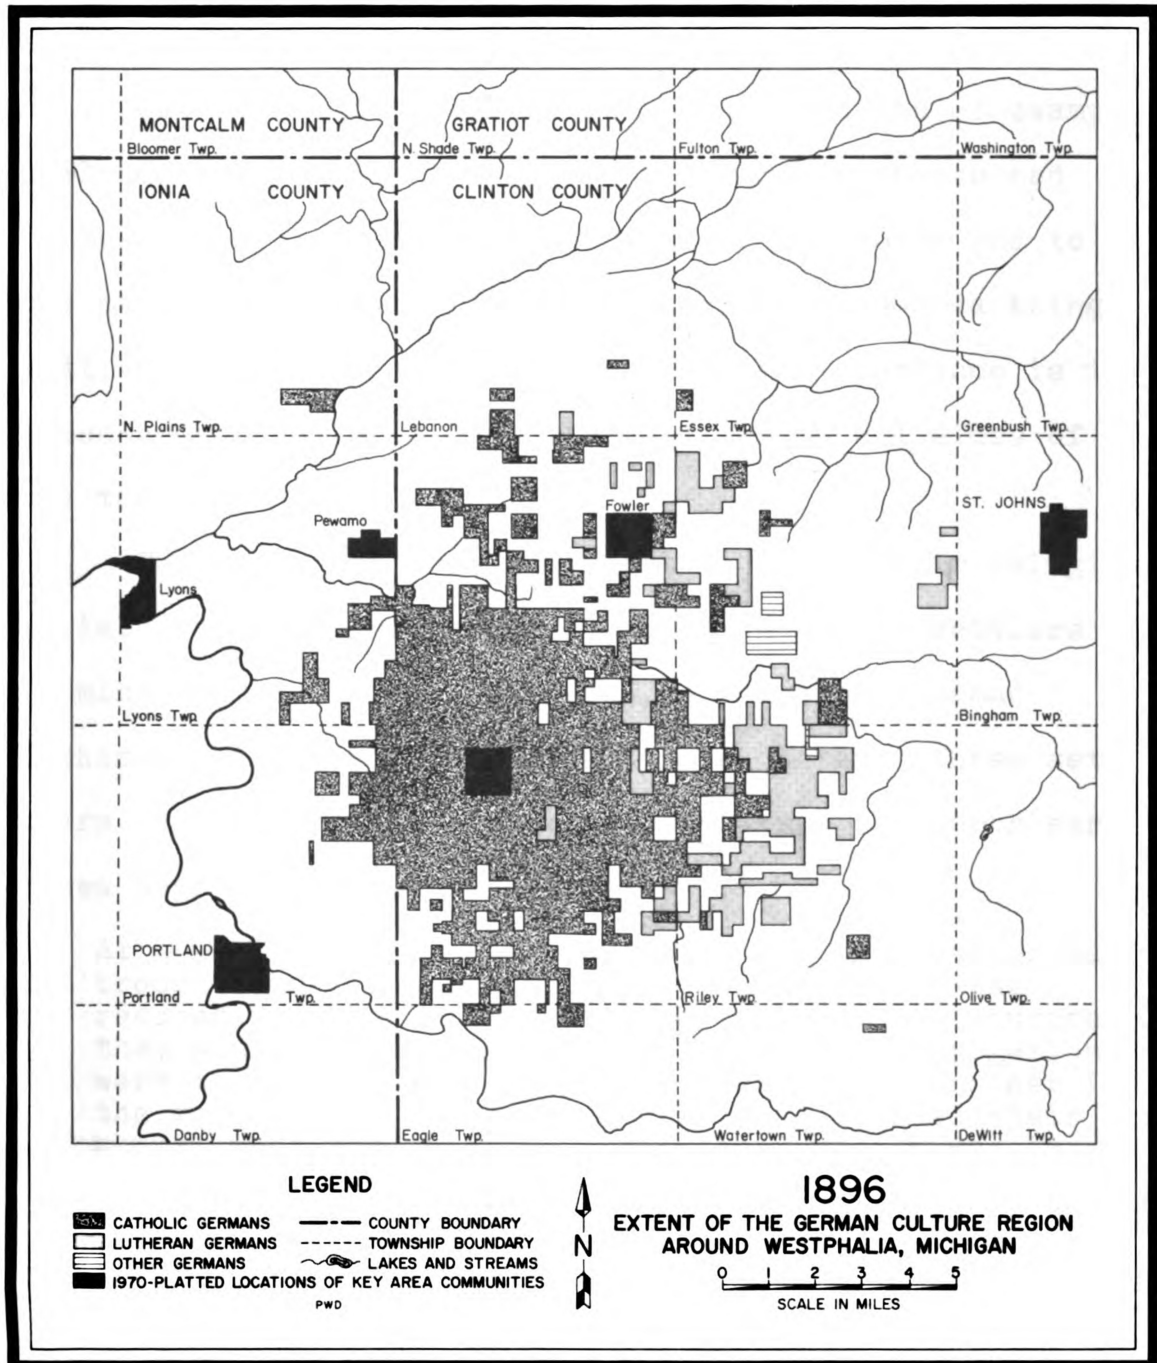 MONTCALM COUNTY
GRATIOT COUNTY
Bloomer Twp.
N. Shade Twp.
Fulton Twp.
Washington Twp.
IONIA COUNTY
CLINTON COUNTY
N. Plains Twp.
Lebanon
Essex Twp.
Greenbush Twp.
ST. JOHNS
Fowler
Pewamo
Lyons
Lyons Twp
Bingham Twp.
PORTLAND
Portland Twp.
Riley Twp.
Olive Twp.
Danby Twp.
Eagle Twp.
Watertown Twp.
DeWitt Twp.
LEGEND
CATHOLIC GERMANS
LUTHERAN GERMANS
OTHER GERMANS
1970-PLATTED LOCATIONS OF KEY AREA COMMUNITIES
COUNTY BOUNDARY
TOWNSHIP BOUNDARY
LAKES AND STREAMS
PWD
N
1896
EXTENT OF THE GERMAN CULTURE REGION
AROUND WESTPHALIA, MICHIGAN
0 1 2 3 4 5
SCALE IN MILES